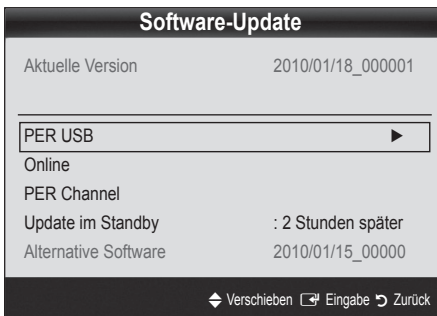 Software-Update
Aktuelle Version 2010/01/18_000001
PER USB ►
Online
PER Channel
Update im Standby : 2 Stunden später
Alternative Software 2010/01/15_00000
Verschieben Eingabe Zurück